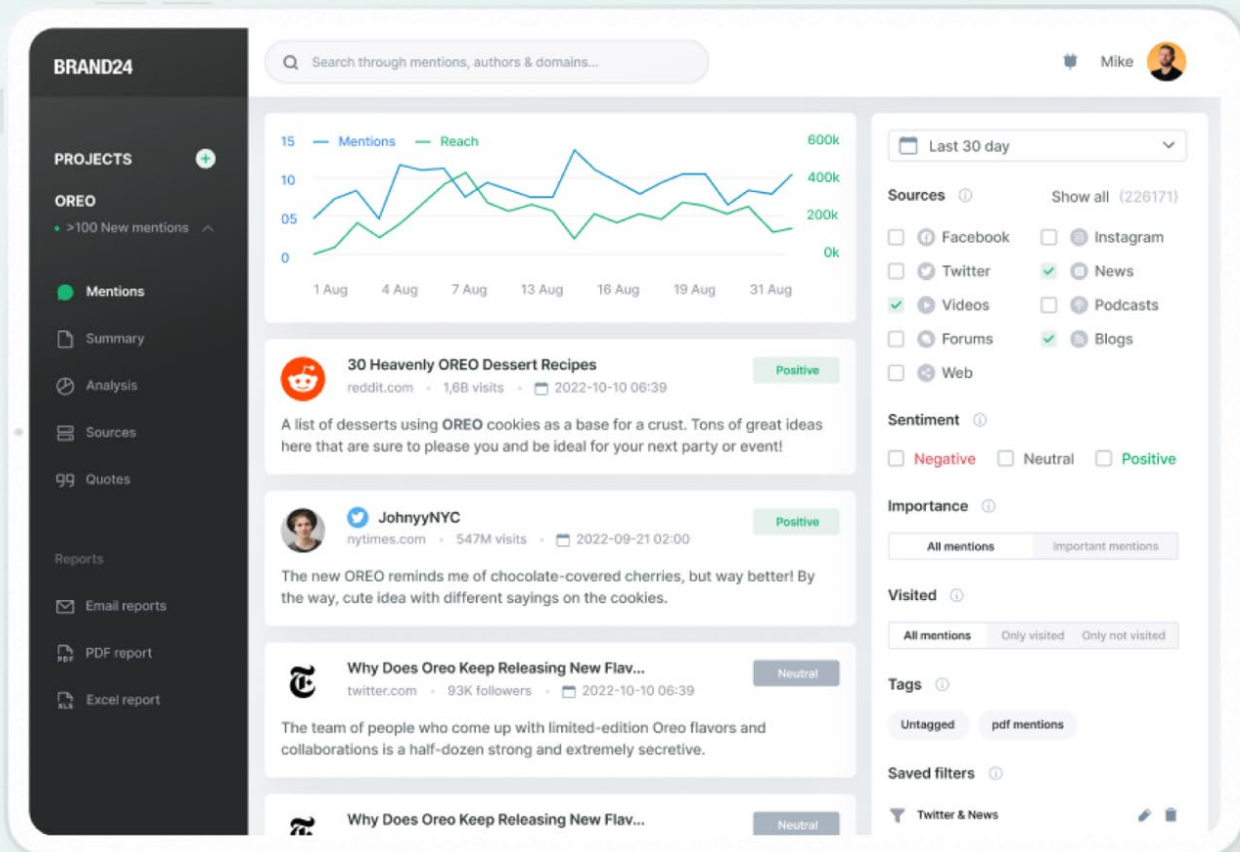 BRAND24
Search through mentions, authors & domains...
Mike
PROJECTS
OREO
>100 New mentions
Mentions
Summary
Analysis
Sources
Quotes
Reports
Email reports
PDF report
Excel report
15 Mentions Reach 600k
10 400k
05 200k
0 0k
1 Aug 4 Aug 7 Aug 13 Aug 16 Aug 19 Aug 31 Aug
30 Heavenly OREO Dessert Recipes
Positive
reddit.com • 1,6B visits • 2022-10-10 06:39
A list of desserts using OREO cookies as a base for a crust. Tons of great ideas
here that are sure to please you and be ideal for your next party or event!
JohnyyNYC
Positive
nytimes.com • 547M visits • 2022-09-21 02:00
The new OREO reminds me of chocolate-covered cherries, but way better! By
the way, cute idea with different sayings on the cookies.
Why Does Oreo Keep Releasing New Flav...
Neutral
twitter.com • 93K followers • 2022-10-10 06:39
The team of people who come up with limited-edition Oreo flavors and
collaborations is a half-dozen strong and extremely secretive.
Why Does Oreo Keep Releasing New Flav...
Neutral
Last 30 day
Sources Show all (226171)
Facebook Instagram
Twitter News
Videos Podcasts
Forums Blogs
Web
Sentiment
Negative Neutral Positive
Importance
All mentions Important mentions
Visited
All mentions Only visited Only not visited
Tags
Untagged pdf mentions
Saved filters
Twitter & News